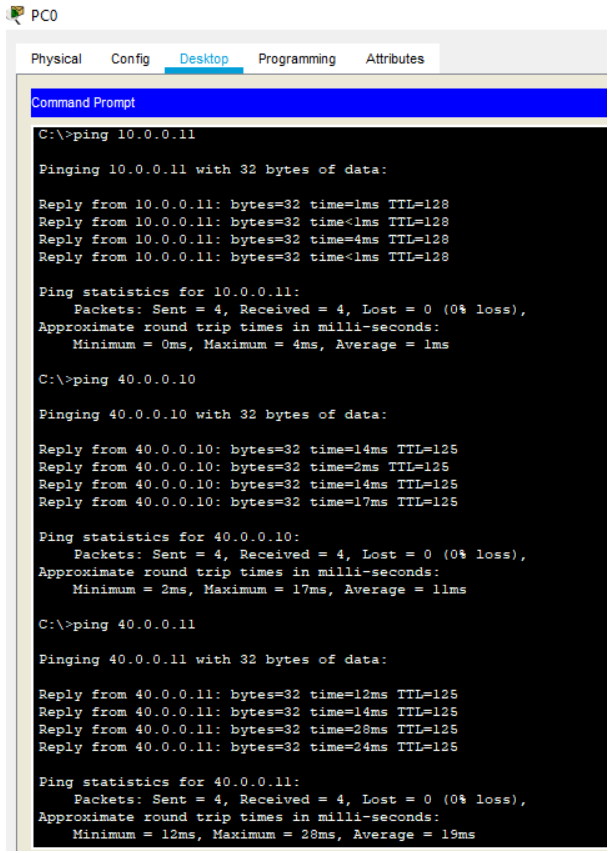 PC0
Physical Config Desktop Programming Attributes
Command Prompt
C:\>ping 10.0.0.11
Pinging 10.0.0.11 with 32 bytes of data:
Reply from 10.0.0.11: bytes=32 time=1ms TTL=128
Reply from 10.0.0.11: bytes=32 time<1ms TTL=128
Reply from 10.0.0.11: bytes=32 time=4ms TTL=128
Reply from 10.0.0.11: bytes=32 time<1ms TTL=128
Ping statistics for 10.0.0.11:
Packets: Sent = 4, Received = 4, Lost = 0 (0% loss),
Approximate round trip times in milli-seconds:
Minimum = 0ms, Maximum = 4ms, Average = 1ms
C:\>ping 40.0.0.10
Pinging 40.0.0.10 with 32 bytes of data:
Reply from 40.0.0.10: bytes=32 time=14ms TTL=125
Reply from 40.0.0.10: bytes=32 time=2ms TTL=125
Reply from 40.0.0.10: bytes=32 time=14ms TTL=125
Reply from 40.0.0.10: bytes=32 time=17ms TTL=125
Ping statistics for 40.0.0.10:
Packets: Sent = 4, Received = 4, Lost = 0 (0% loss),
Approximate round trip times in milli-seconds:
Minimum = 2ms, Maximum = 17ms, Average = 11ms
C:\>ping 40.0.0.11
Pinging 40.0.0.11 with 32 bytes of data:
Reply from 40.0.0.11: bytes=32 time=12ms TTL=125
Reply from 40.0.0.11: bytes=32 time=14ms TTL=125
Reply from 40.0.0.11: bytes=32 time=28ms TTL=125
Reply from 40.0.0.11: bytes=32 time=24ms TTL=125
Ping statistics for 40.0.0.11:
Packets: Sent = 4, Received = 4, Lost = 0 (0% loss),
Approximate round trip times in milli-seconds:
Minimum = 12ms, Maximum = 28ms, Average = 19ms